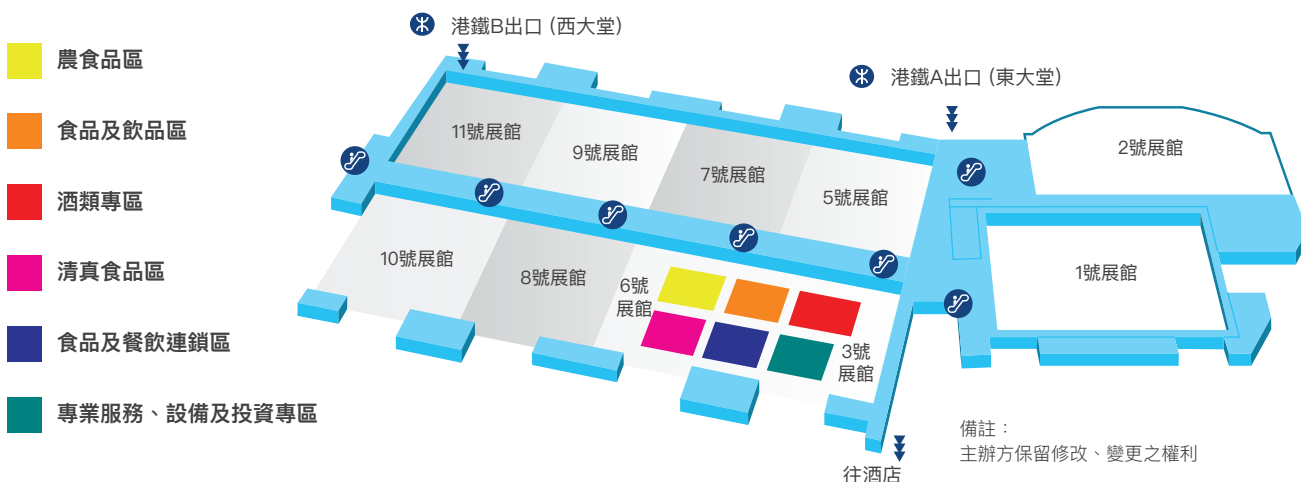 農食品區
食品及飲品區
酒類專區
清真食品區
食品及餐飲連鎖區
專業服務、設備及投資專區
港鐵B出口 (西大堂)
港鐵A出口 (東大堂)
11號展館
9號展館
7號展館
5號展館
2號展館
1號展館
10號展館
8號展館
6號
展館
3號
展館
往酒店
備註：
主辦方保留修改、變更之權利